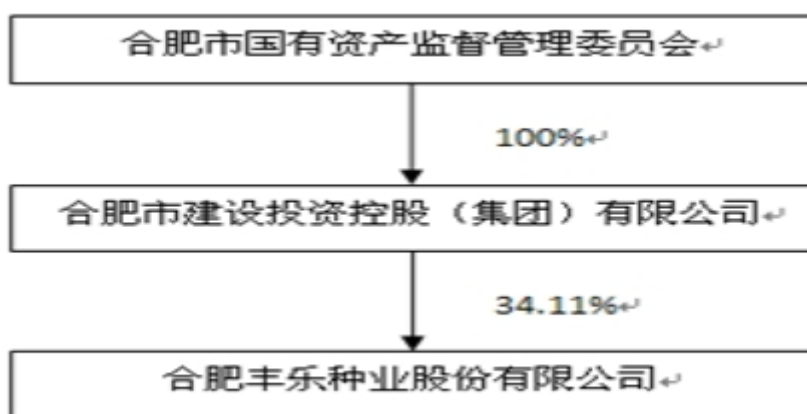 合肥市国有资产监督管理委员会
100%
合肥市建设投资控股（集团）有限公司
34.11%
合肥丰乐种业股份有限公司